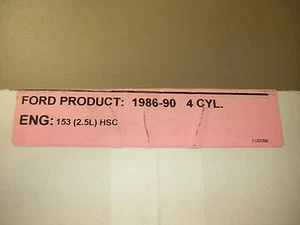 FORD PRODUCT: 1986-90 4 CYL.
ENG: 153 (2.5L) HSC